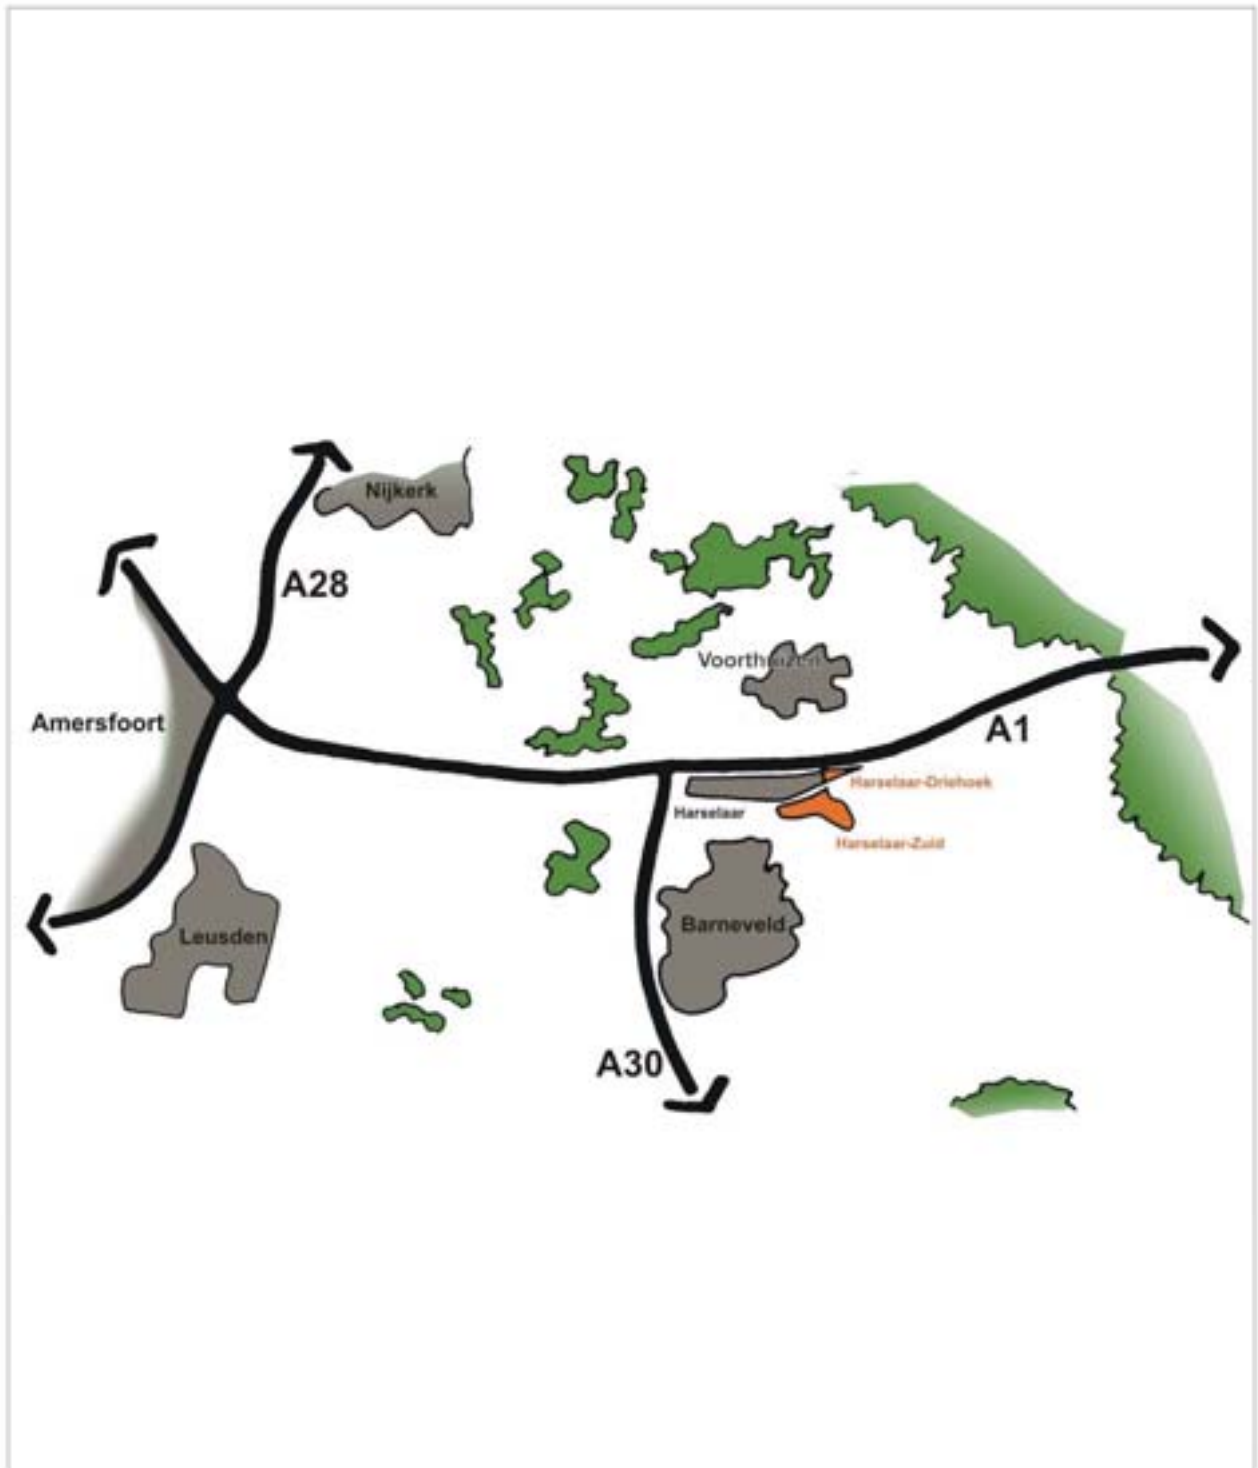 Nijkerk
A28
Voorthuizen
Amersfoort
A1
Harselaar-Driehoek
Harselaar
Harselaar-Zuid
Barneveld
Leusden
A30